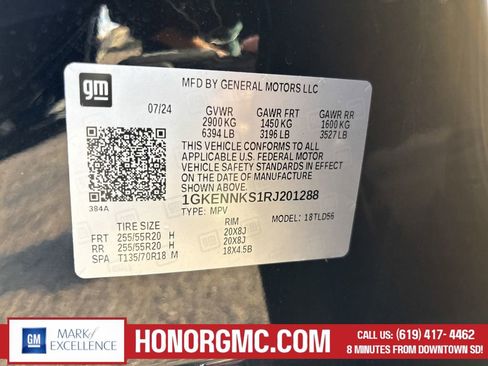 gm
MFD BY GENERAL MOTORS LLC
07/24 GVWR GAWR FRT GAWR RR
2900 KG 1450 KG 1600 KG
6394 LB 3196 LB 3527 LB
THIS VEHICLE CONFORMS TO ALL
APPLICABLE U.S. FEDERAL MOTOR
VEHICLE SAFETY STANDARDS IN EFFECT
ON THE DATE OF MANUFACTURE
SHOWN ABOVE.
384A
1GKENNKS1RJ201288
TYPE: MPV MODEL: 18TLD56
TIRE SIZE RIM
FRT 255/55R20 H 20X8J
RR 255/55R20 H 20X8J
SPA T135/70R18 M 18X4.5B
GM
MARK of EXCELLENCE
HONORGMC.COM
CALL US: (619) 417- 4462
8 MINUTES FROM DOWNTOWN SD!